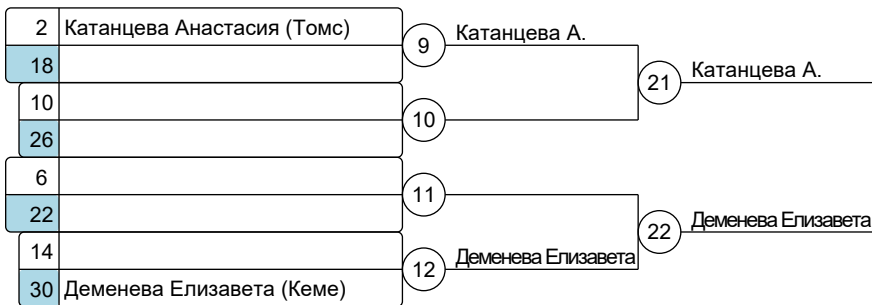 2 Катанцева Анастасия (Томс)
18
9 Катанцева А.
10
26
10
21 Катанцева А.
6
22
11
14
30 Деменева Елизавета (Кеме)
12 Деменева Елизавета
22 Деменева Елизавета